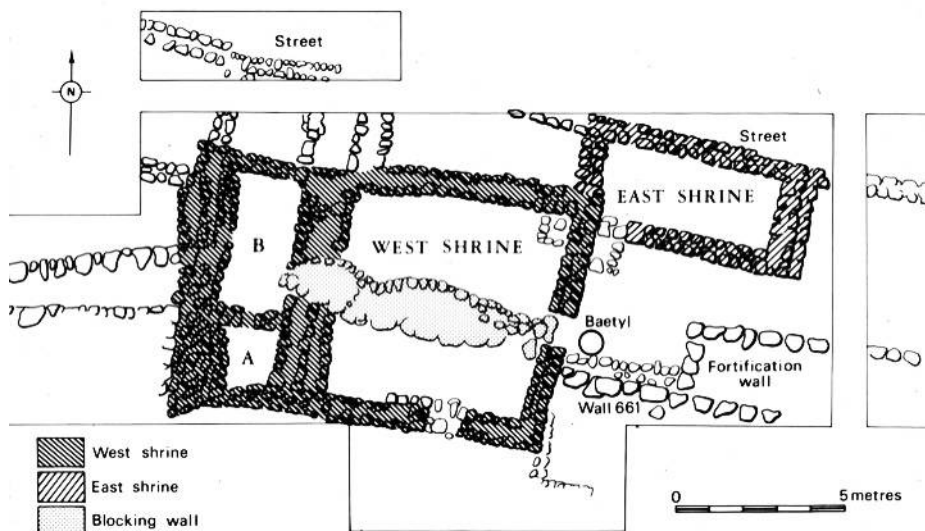 Street
N
Street
EAST SHRINE
WEST SHRINE
B
Baetyl
A
Fortification
wall
Wall 661
West shrine
East shrine
Blocking wall
0 5 metres